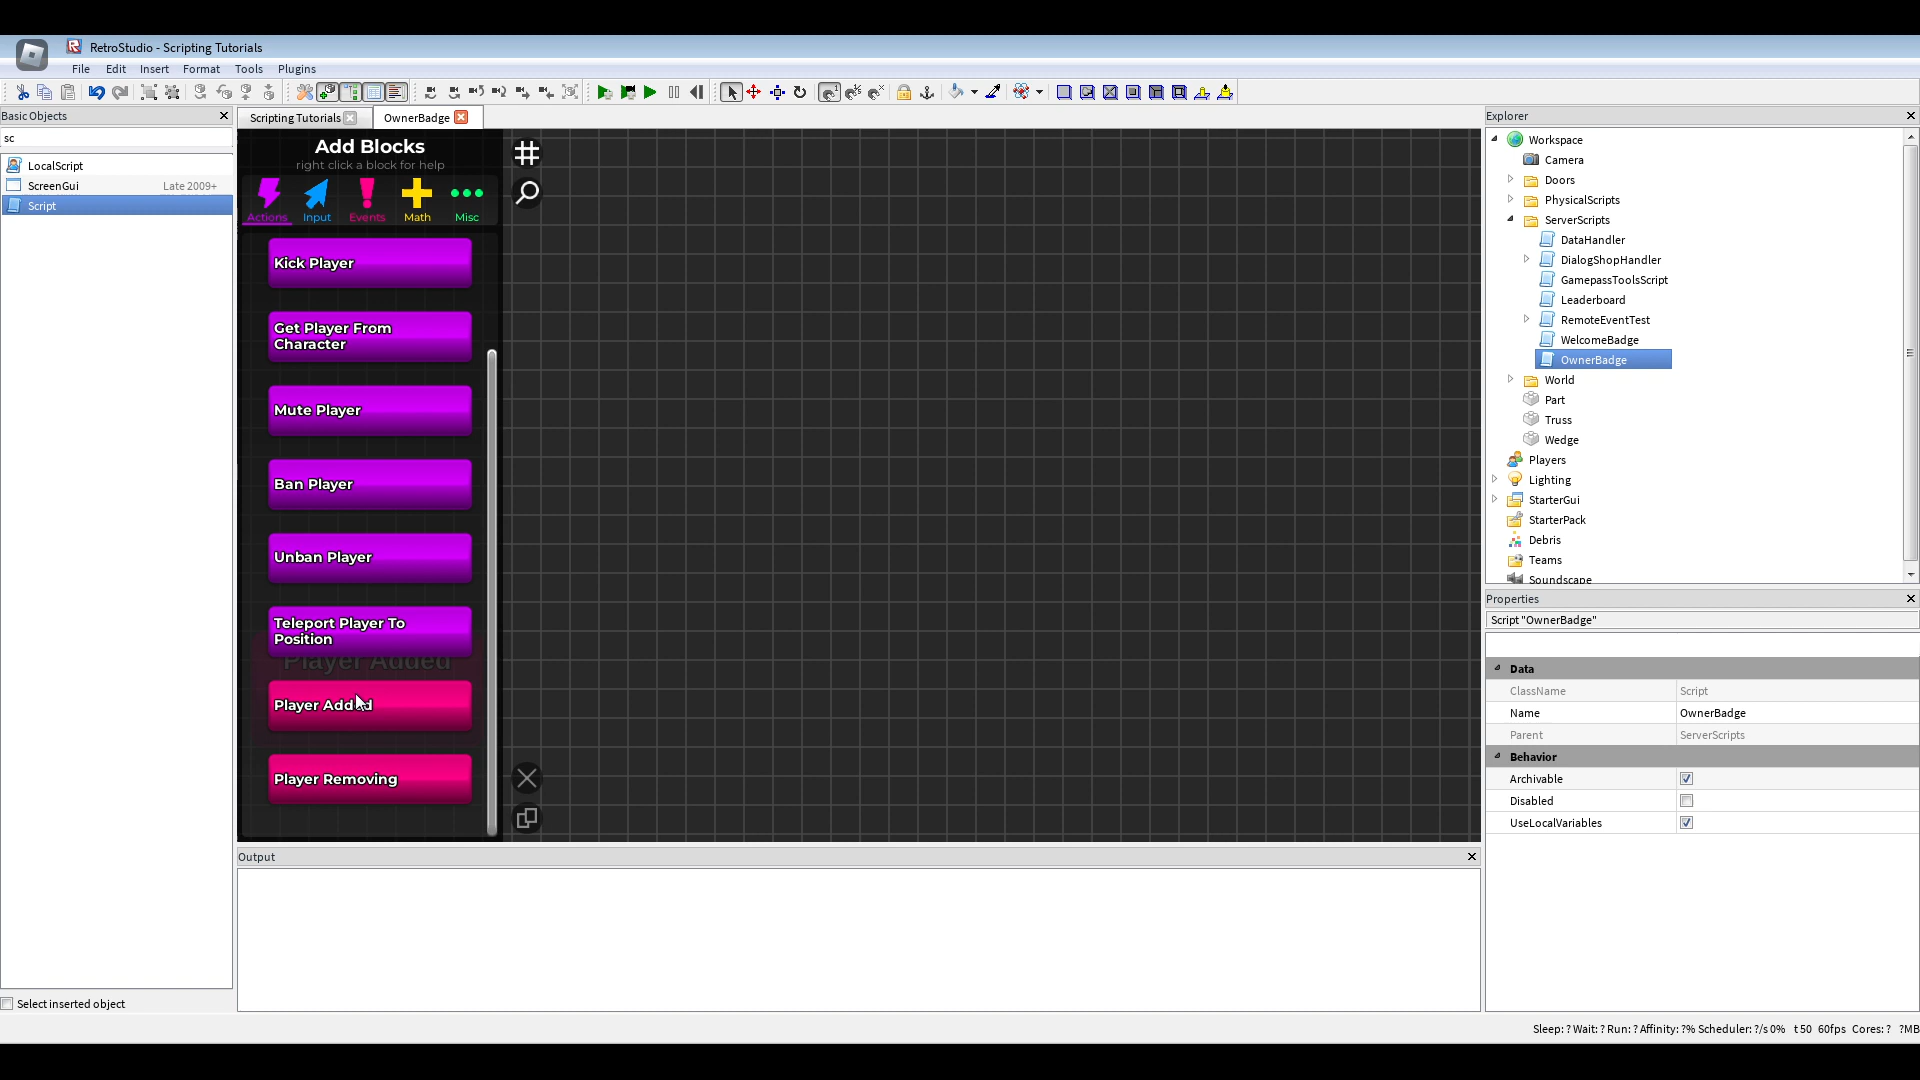 RetroStudio - Scripting Tutorials
File Edit Insert Format Tools Plugins
Basic Objects
sc
LocalScript
ScreenGui Late 2009+
Script
Select inserted object
Scripting Tutorials OwnerBadge
Add Blocks
right click a block for help
Actions Input Events Math Misc
Kick Player
Get Player From
Character
Mute Player
Ban Player
Unban Player
Teleport Player To
Position
Player Added
Player Added
Player Removing
Output
Explorer
Workspace
Camera
Doors
PhysicalScripts
ServerScripts
DataHandler
DialogShopHandler
GamepassToolsScript
Leaderboard
RemoteEventTest
WelcomeBadge
OwnerBadge
World
Part
Truss
Wedge
Players
Lighting
StarterGui
StarterPack
Debris
Teams
Soundscape
Properties
Script "OwnerBadge"
Data
ClassName Script
Name OwnerBadge
Parent ServerScripts
Behavior
Archivable
Disabled
UseLocalVariables
Sleep: ? Wait: ? Run: ? Affinity: ?% Scheduler: ?/s 0% t 50 60fps Cores: ? ?MB